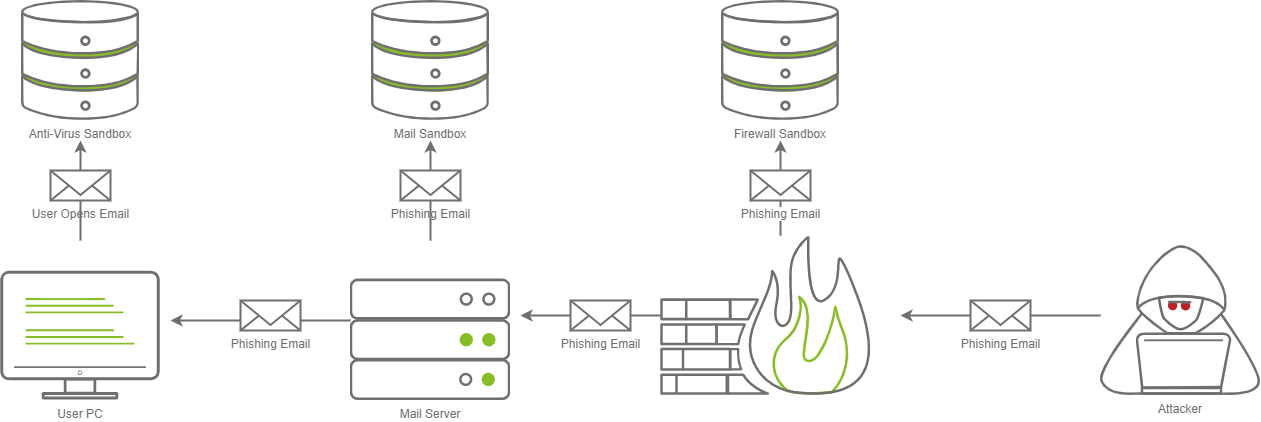 Anti-Virus Sandbox
Mail Sandbox
Firewall Sandbox
User Opens Email
Phishing Email
Phishing Email
Phishing Email
Phishing Email
Phishing Email
User PC
Mail Server
Attacker